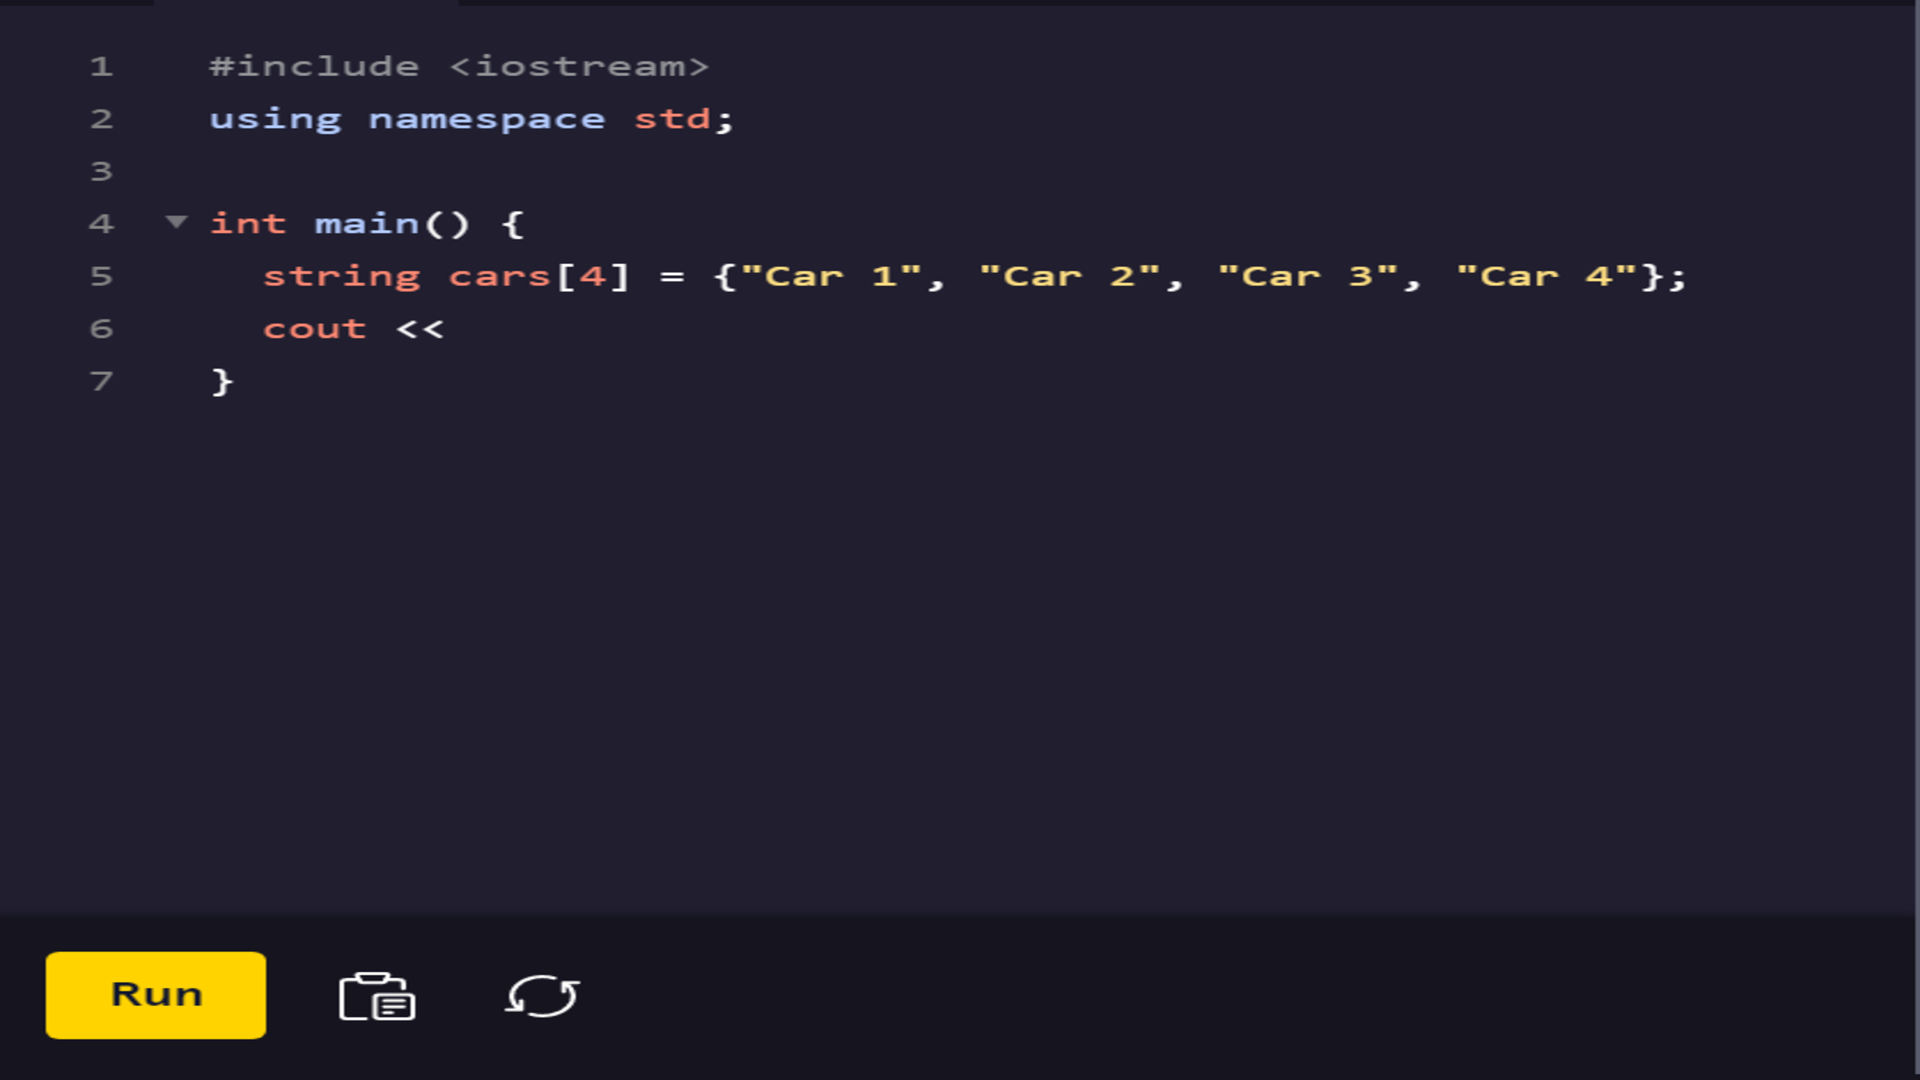 1 #include <iostream>
2 using namespace std;
3
4 int main() {
5 string cars[4] = {"Car 1", "Car 2", "Car 3", "Car 4"};
6 cout <<
7 }
Run